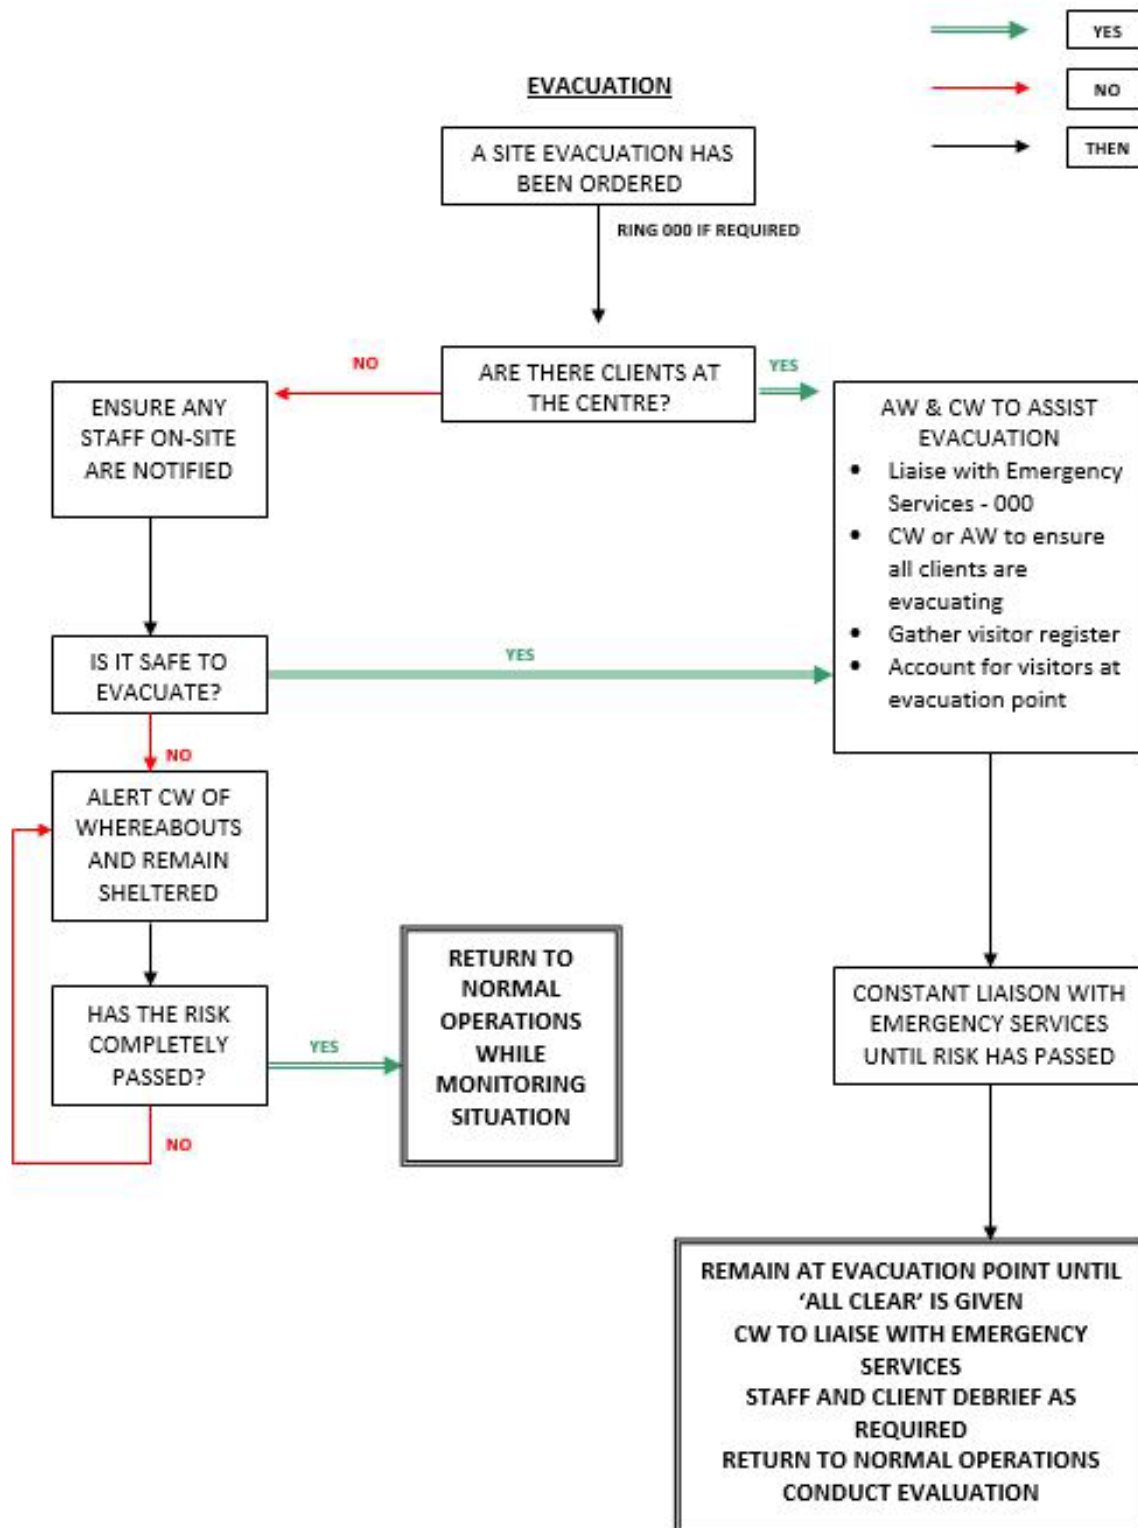 YES
NO
THEN
EVACUATION
A SITE EVACUATION HAS
BEEN ORDERED
RING 000 IF REQUIRED
ARE THERE CLIENTS AT
THE CENTRE?
NO
YES
ENSURE ANY
STAFF ON-SITE
ARE NOTIFIED
AW & CW TO ASSIST
EVACUATION
• Liaise with Emergency
Services - 000
• CW or AW to ensure
all clients are
evacuating
• Gather visitor register
• Account for visitors at
evacuation point
IS IT SAFE TO
EVACUATE?
YES
NO
ALERT CW OF
WHEREABOUTS
AND REMAIN
SHELTERED
HAS THE RISK
COMPLETELY
PASSED?
YES
NO
RETURN TO
NORMAL
OPERATIONS
WHILE
MONITORING
SITUATION
CONSTANT LIAISON WITH
EMERGENCY SERVICES
UNTIL RISK HAS PASSED
REMAIN AT EVACUATION POINT UNTIL
‘ALL CLEAR’ IS GIVEN
CW TO LIAISE WITH EMERGENCY
SERVICES
STAFF AND CLIENT DEBRIEF AS
REQUIRED
RETURN TO NORMAL OPERATIONS
CONDUCT EVALUATION